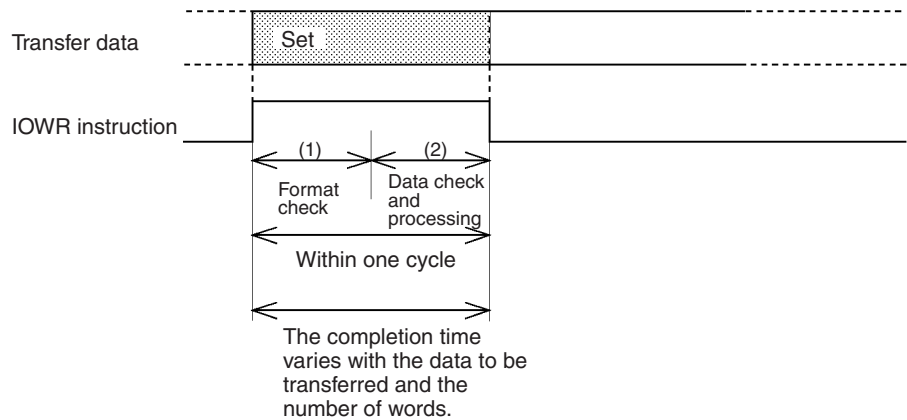 Transfer data
Set
IOWR instruction
(1)
(2)
Format
check
Data check
and
processing
Within one cycle
The completion time
varies with the data to be
transferred and the
number of words.